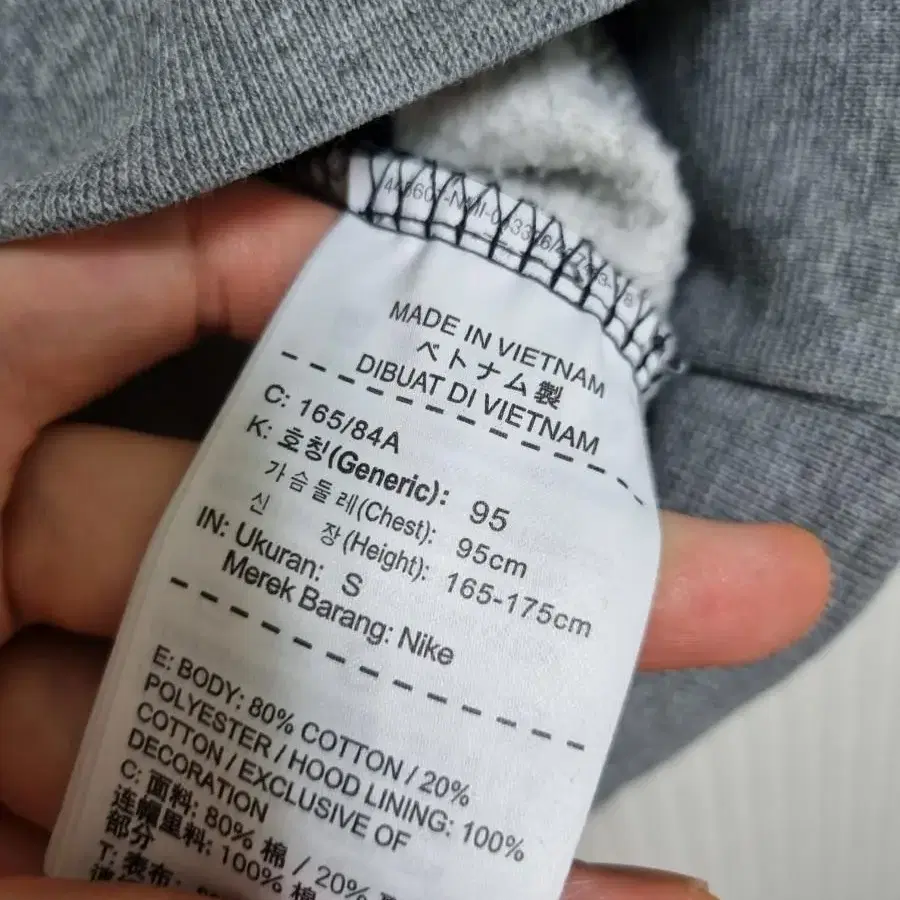 MADE IN VIETNAM
ベトナム製
DIBUAT DI VIETNAM
C: 165/84A
K: 호칭(Generic): 95
가슴둘레(Chest): 95cm
신 장(Height): 165-175cm
IN: Ukuran: S
Merek Barang: Nike
E: BODY: 80% COTTON / 20%
POLYESTER / HOOD LINING: 100%
COTTON / EXCLUSIVE OF
DECORATION
C: 面料: 80% 棉 / 20%
连帽里料: 100% 棉
部分
T: 表布: